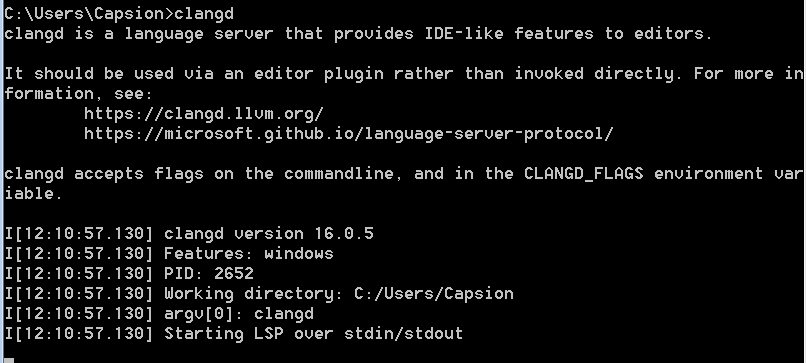 C:\Users\Capsion>clangd
clangd is a language server that provides IDE-like features to editors.
It should be used via an editor plugin rather than invoked directly. For more in
formation, see:
https://clangd.llvm.org/
https://microsoft.github.io/language-server-protocol/
clangd accepts flags on the commandline, and in the CLANGD_FLAGS environment var
iable.
I[12:10:57.130] clangd version 16.0.5
I[12:10:57.130] Features: windows
I[12:10:57.130] PID: 2652
I[12:10:57.130] Working directory: C:/Users/Capsion
I[12:10:57.130] argv[0]: clangd
I[12:10:57.130] Starting LSP over stdin/stdout